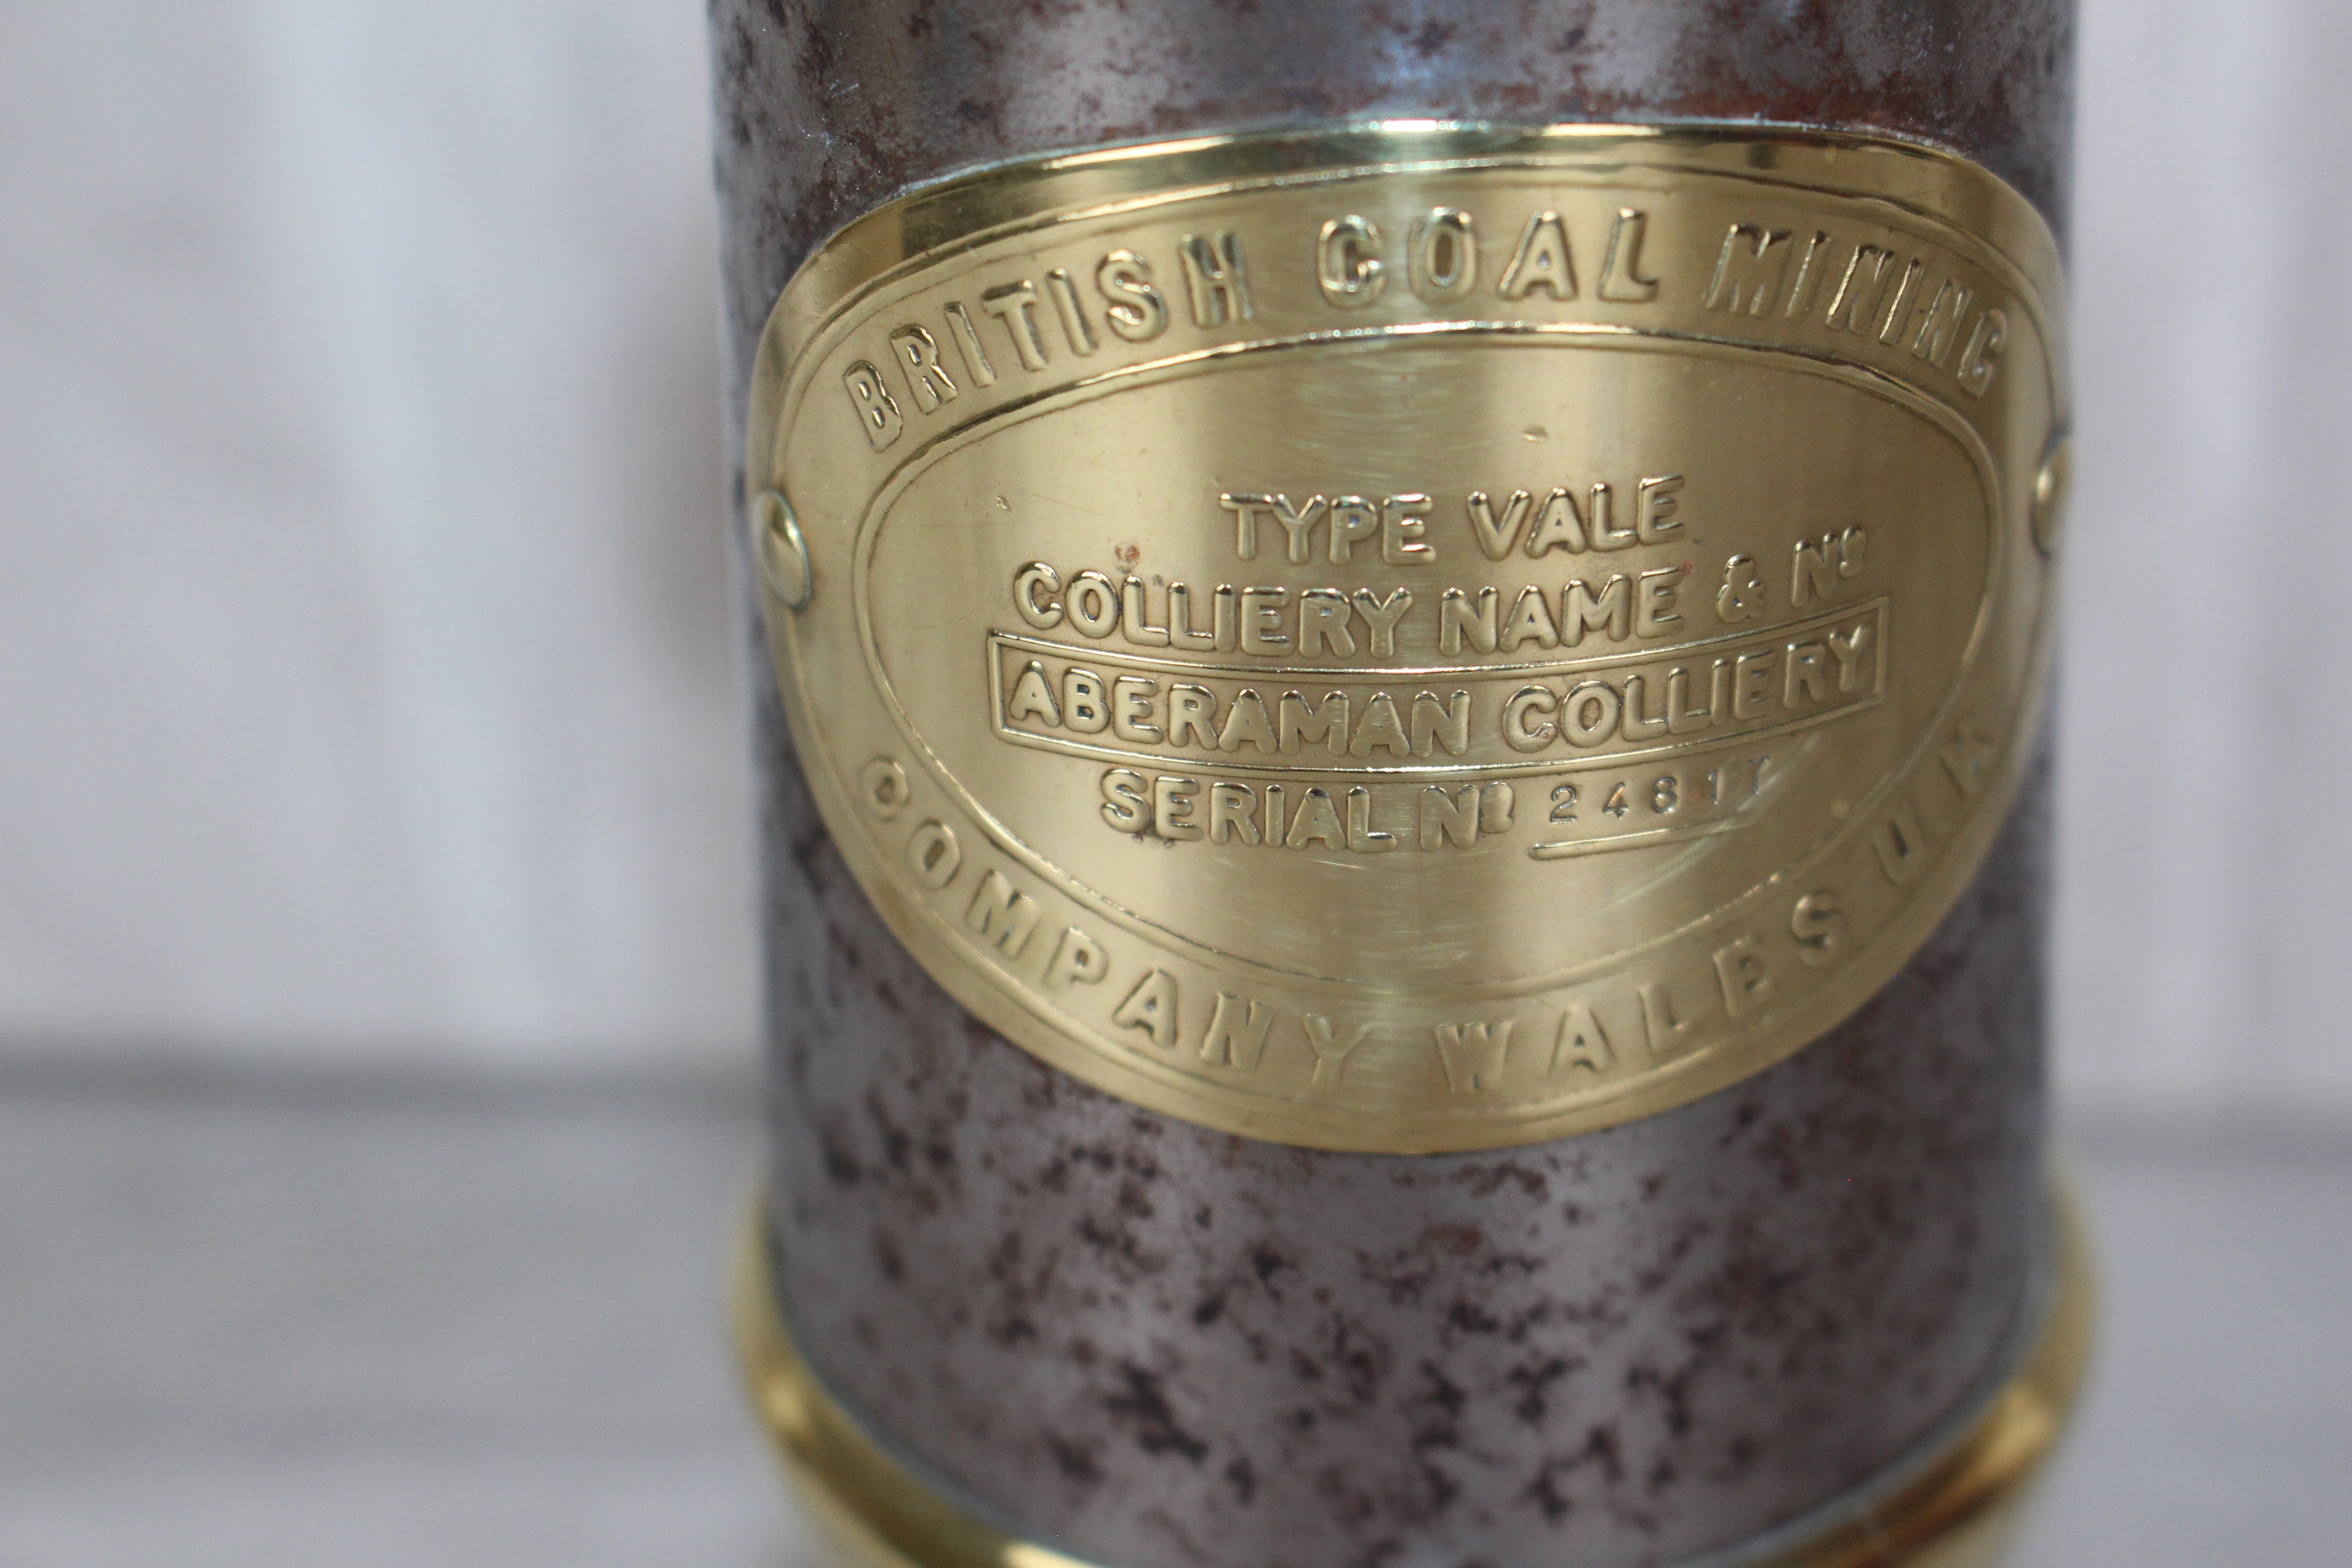 BRITISH COAL MINING
TYPE VALE
COLLIERY NAME & Nº
ABERAMAN COLLIERY
SERIAL Nº 24817
COMPANY WALES U.K